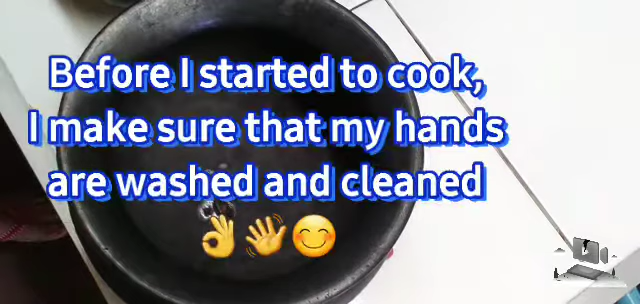 Before I started to cook,
I make sure that my hands
are washed and cleaned
👌👋😊